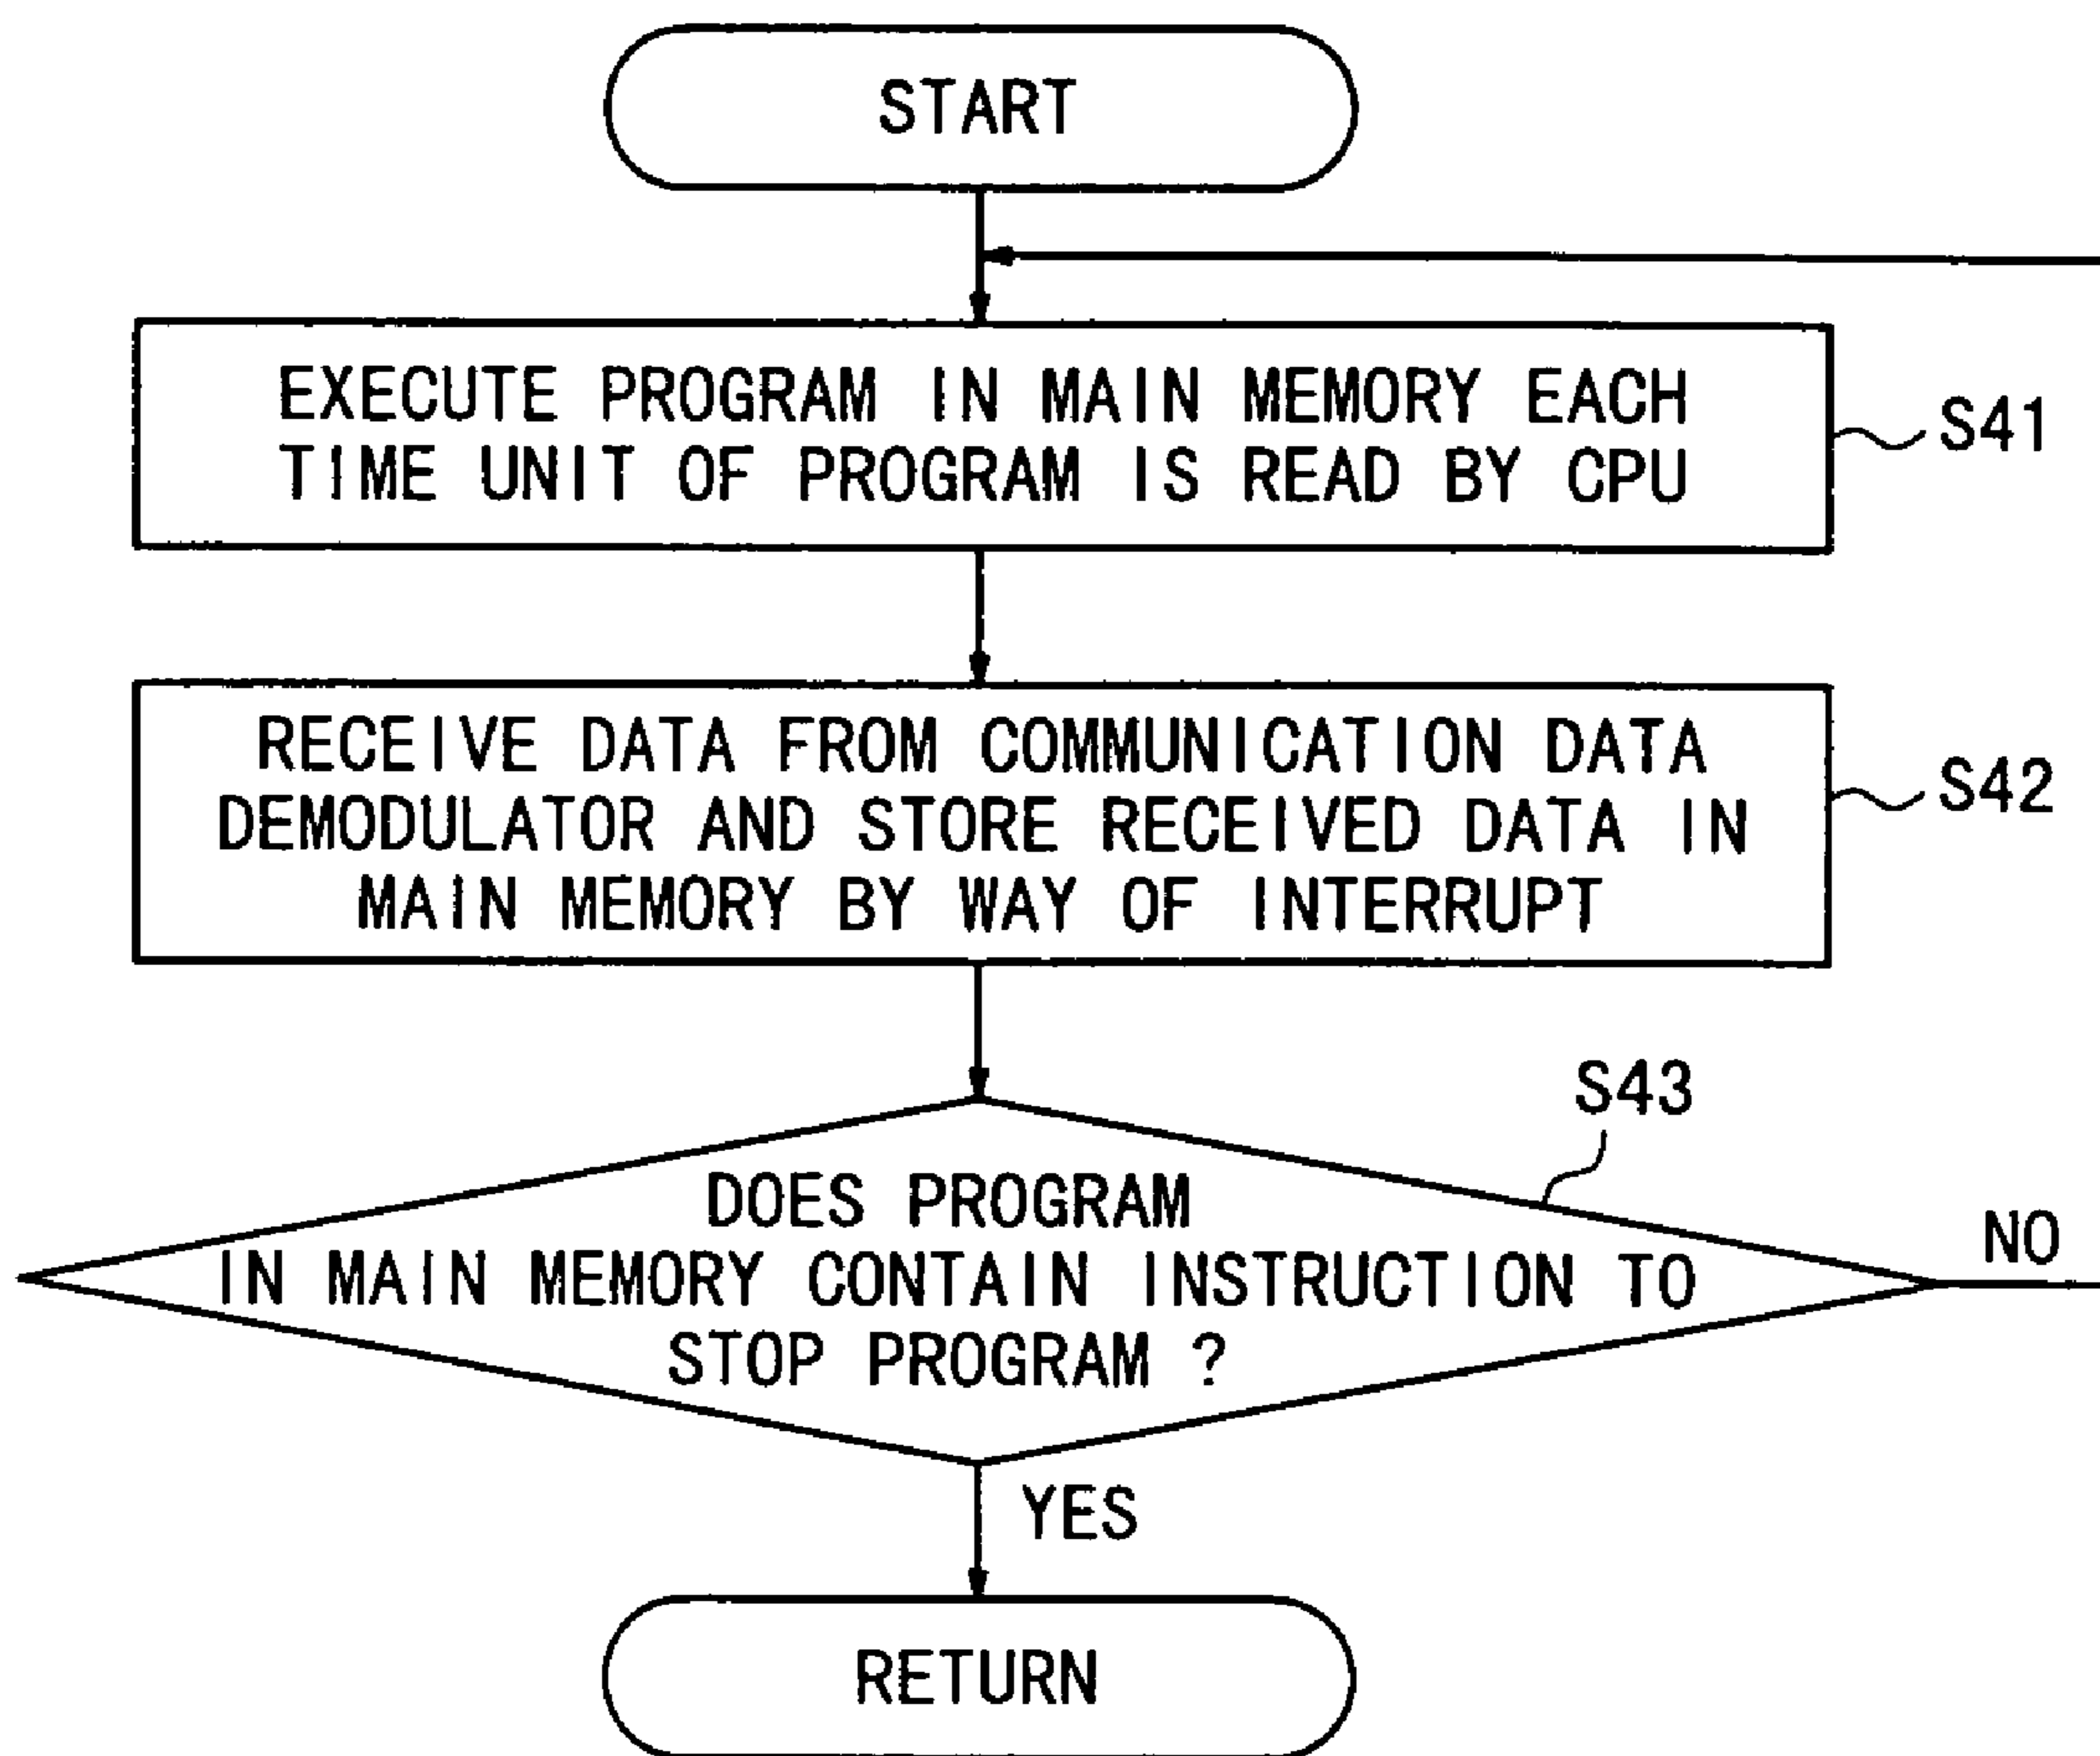 START
EXECUTE PROGRAM IN MAIN MEMORY EACH
TIME UNIT OF PROGRAM IS READ BY CPU
S41
RECEIVE DATA FROM COMMUNICATION DATA
DEMODULATOR AND STORE RECEIVED DATA IN
MAIN MEMORY BY WAY OF INTERRUPT
S42
S43
DOES PROGRAM
IN MAIN MEMORY CONTAIN INSTRUCTION TO
STOP PROGRAM ?
NO
YES
RETURN